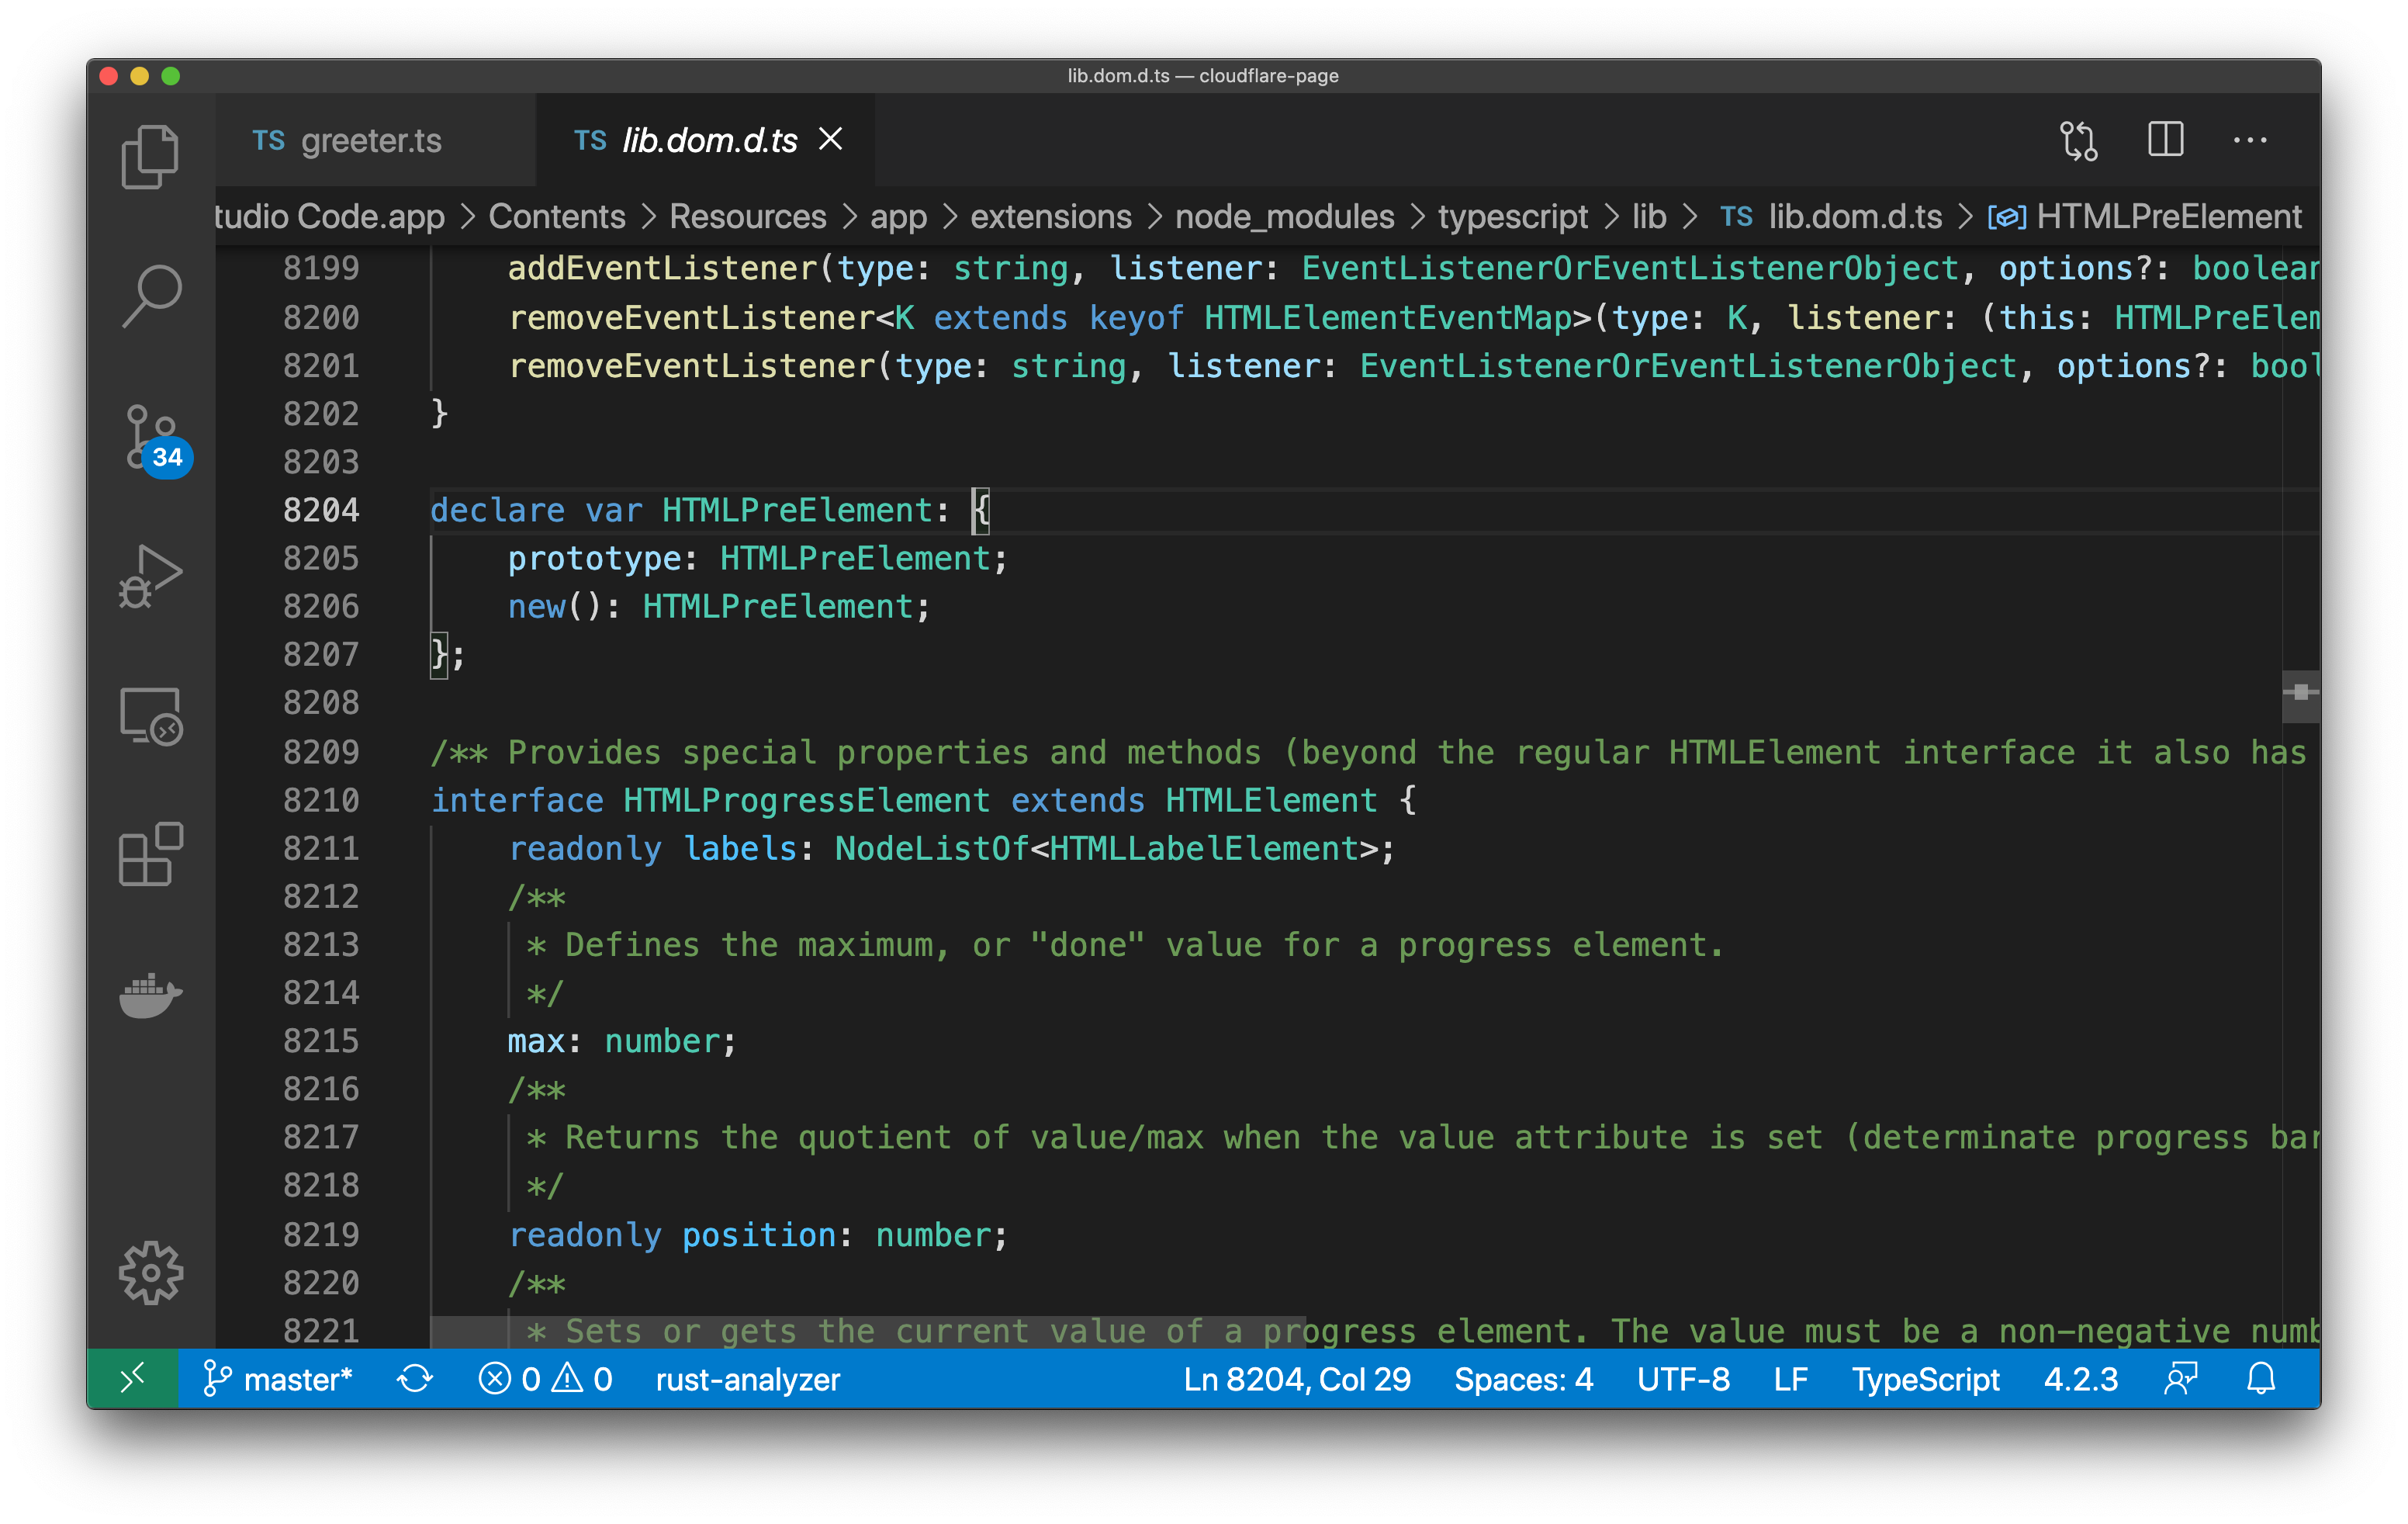 lib.dom.d.ts — cloudflare-page
TS greeter.ts TS lib.dom.d.ts
tudio Code.app > Contents > Resources > app > extensions > node_modules > typescript > lib > TS lib.dom.d.ts > HTMLPreElement
8199 addEventListener(type: string, listener: EventListenerOrEventListenerObject, options?: boolean
8200 removeEventListener<K extends keyof HTMLElementEventMap>(type: K, listener: (this: HTMLPreElem
8201 removeEventListener(type: string, listener: EventListenerOrEventListenerObject, options?: bool
8202 }
8203
8204 declare var HTMLPreElement: {
8205 prototype: HTMLPreElement;
8206 new(): HTMLPreElement;
8207 };
8208
8209 /** Provides special properties and methods (beyond the regular HTMLElement interface it also has
8210 interface HTMLProgressElement extends HTMLElement {
8211 readonly labels: NodeListOf<HTMLLabelElement>;
8212 /**
8213 * Defines the maximum, or "done" value for a progress element.
8214 */
8215 max: number;
8216 /**
8217 * Returns the quotient of value/max when the value attribute is set (determinate progress bar
8218 */
8219 readonly position: number;
8220 /**
8221 * Sets or gets the current value of a progress element. The value must be a non-negative numb
34
master* 0 0 rust-analyzer Ln 8204, Col 29 Spaces: 4 UTF-8 LF TypeScript 4.2.3